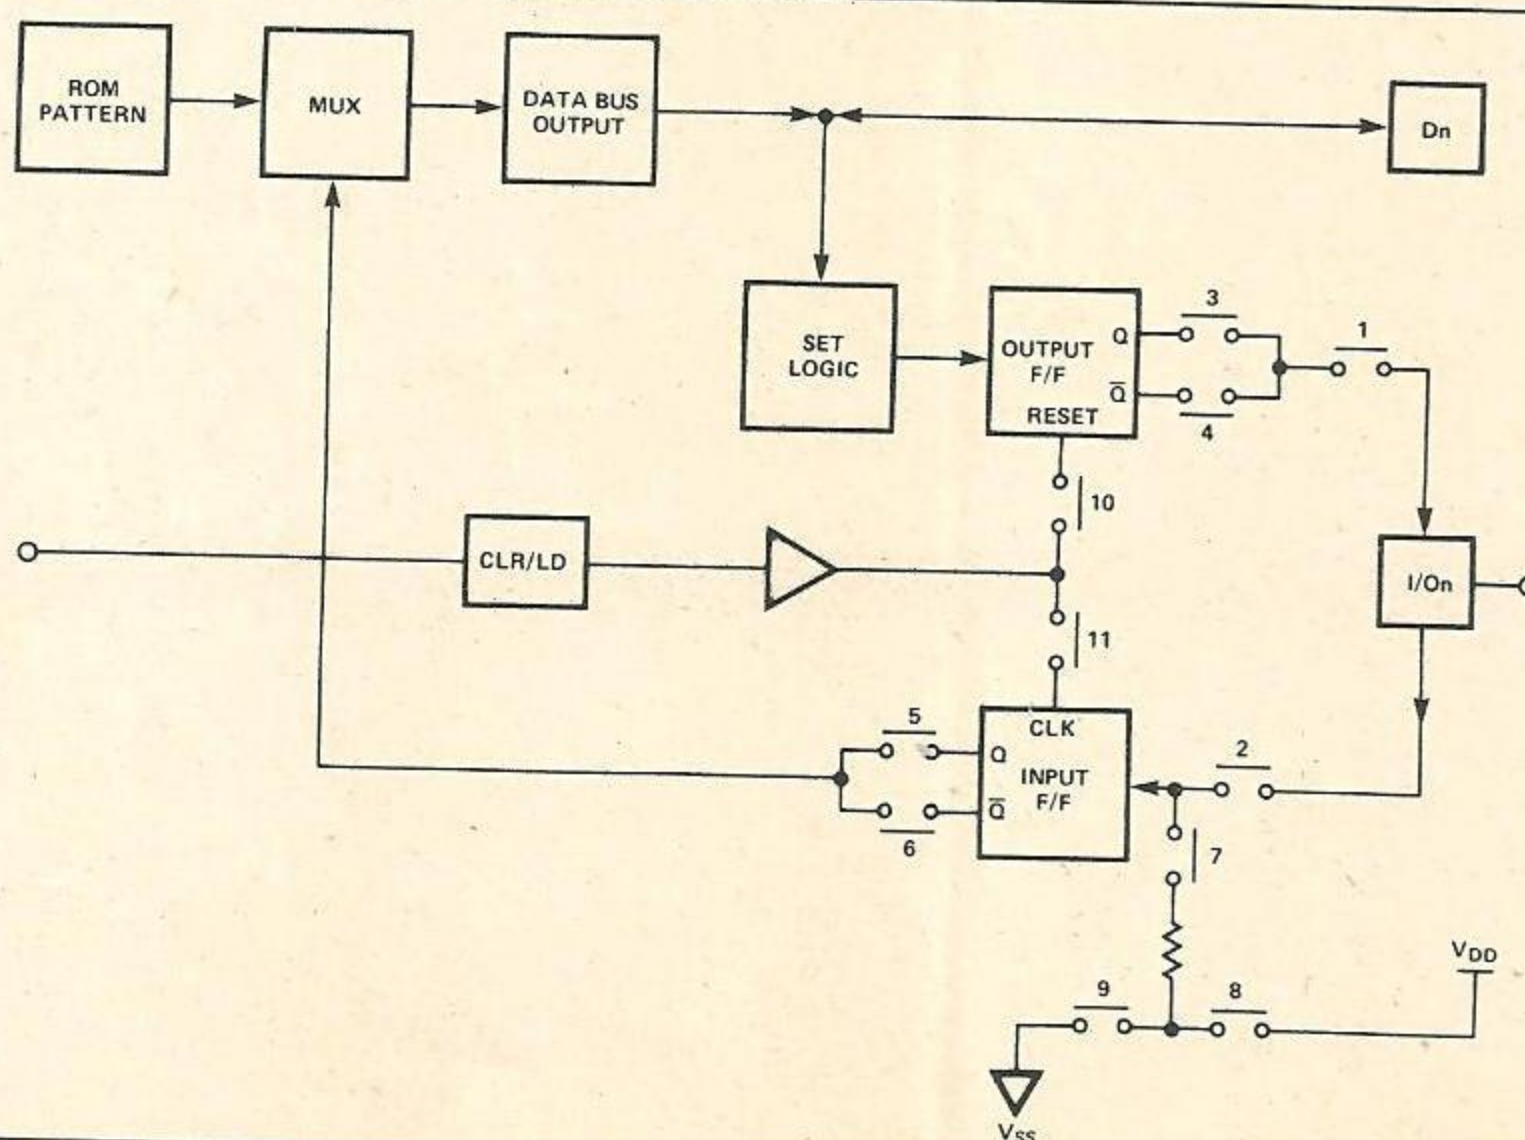 ROM
PATTERN
MUX
DATA BUS
OUTPUT
Dn
SET
LOGIC
OUTPUT
F/F
Q
Q̅
RESET
3
4
1
10
CLR/LD
I/On
11
CLK
INPUT
F/F
Q
Q̅
5
6
2
7
9
8
VDD
VSS